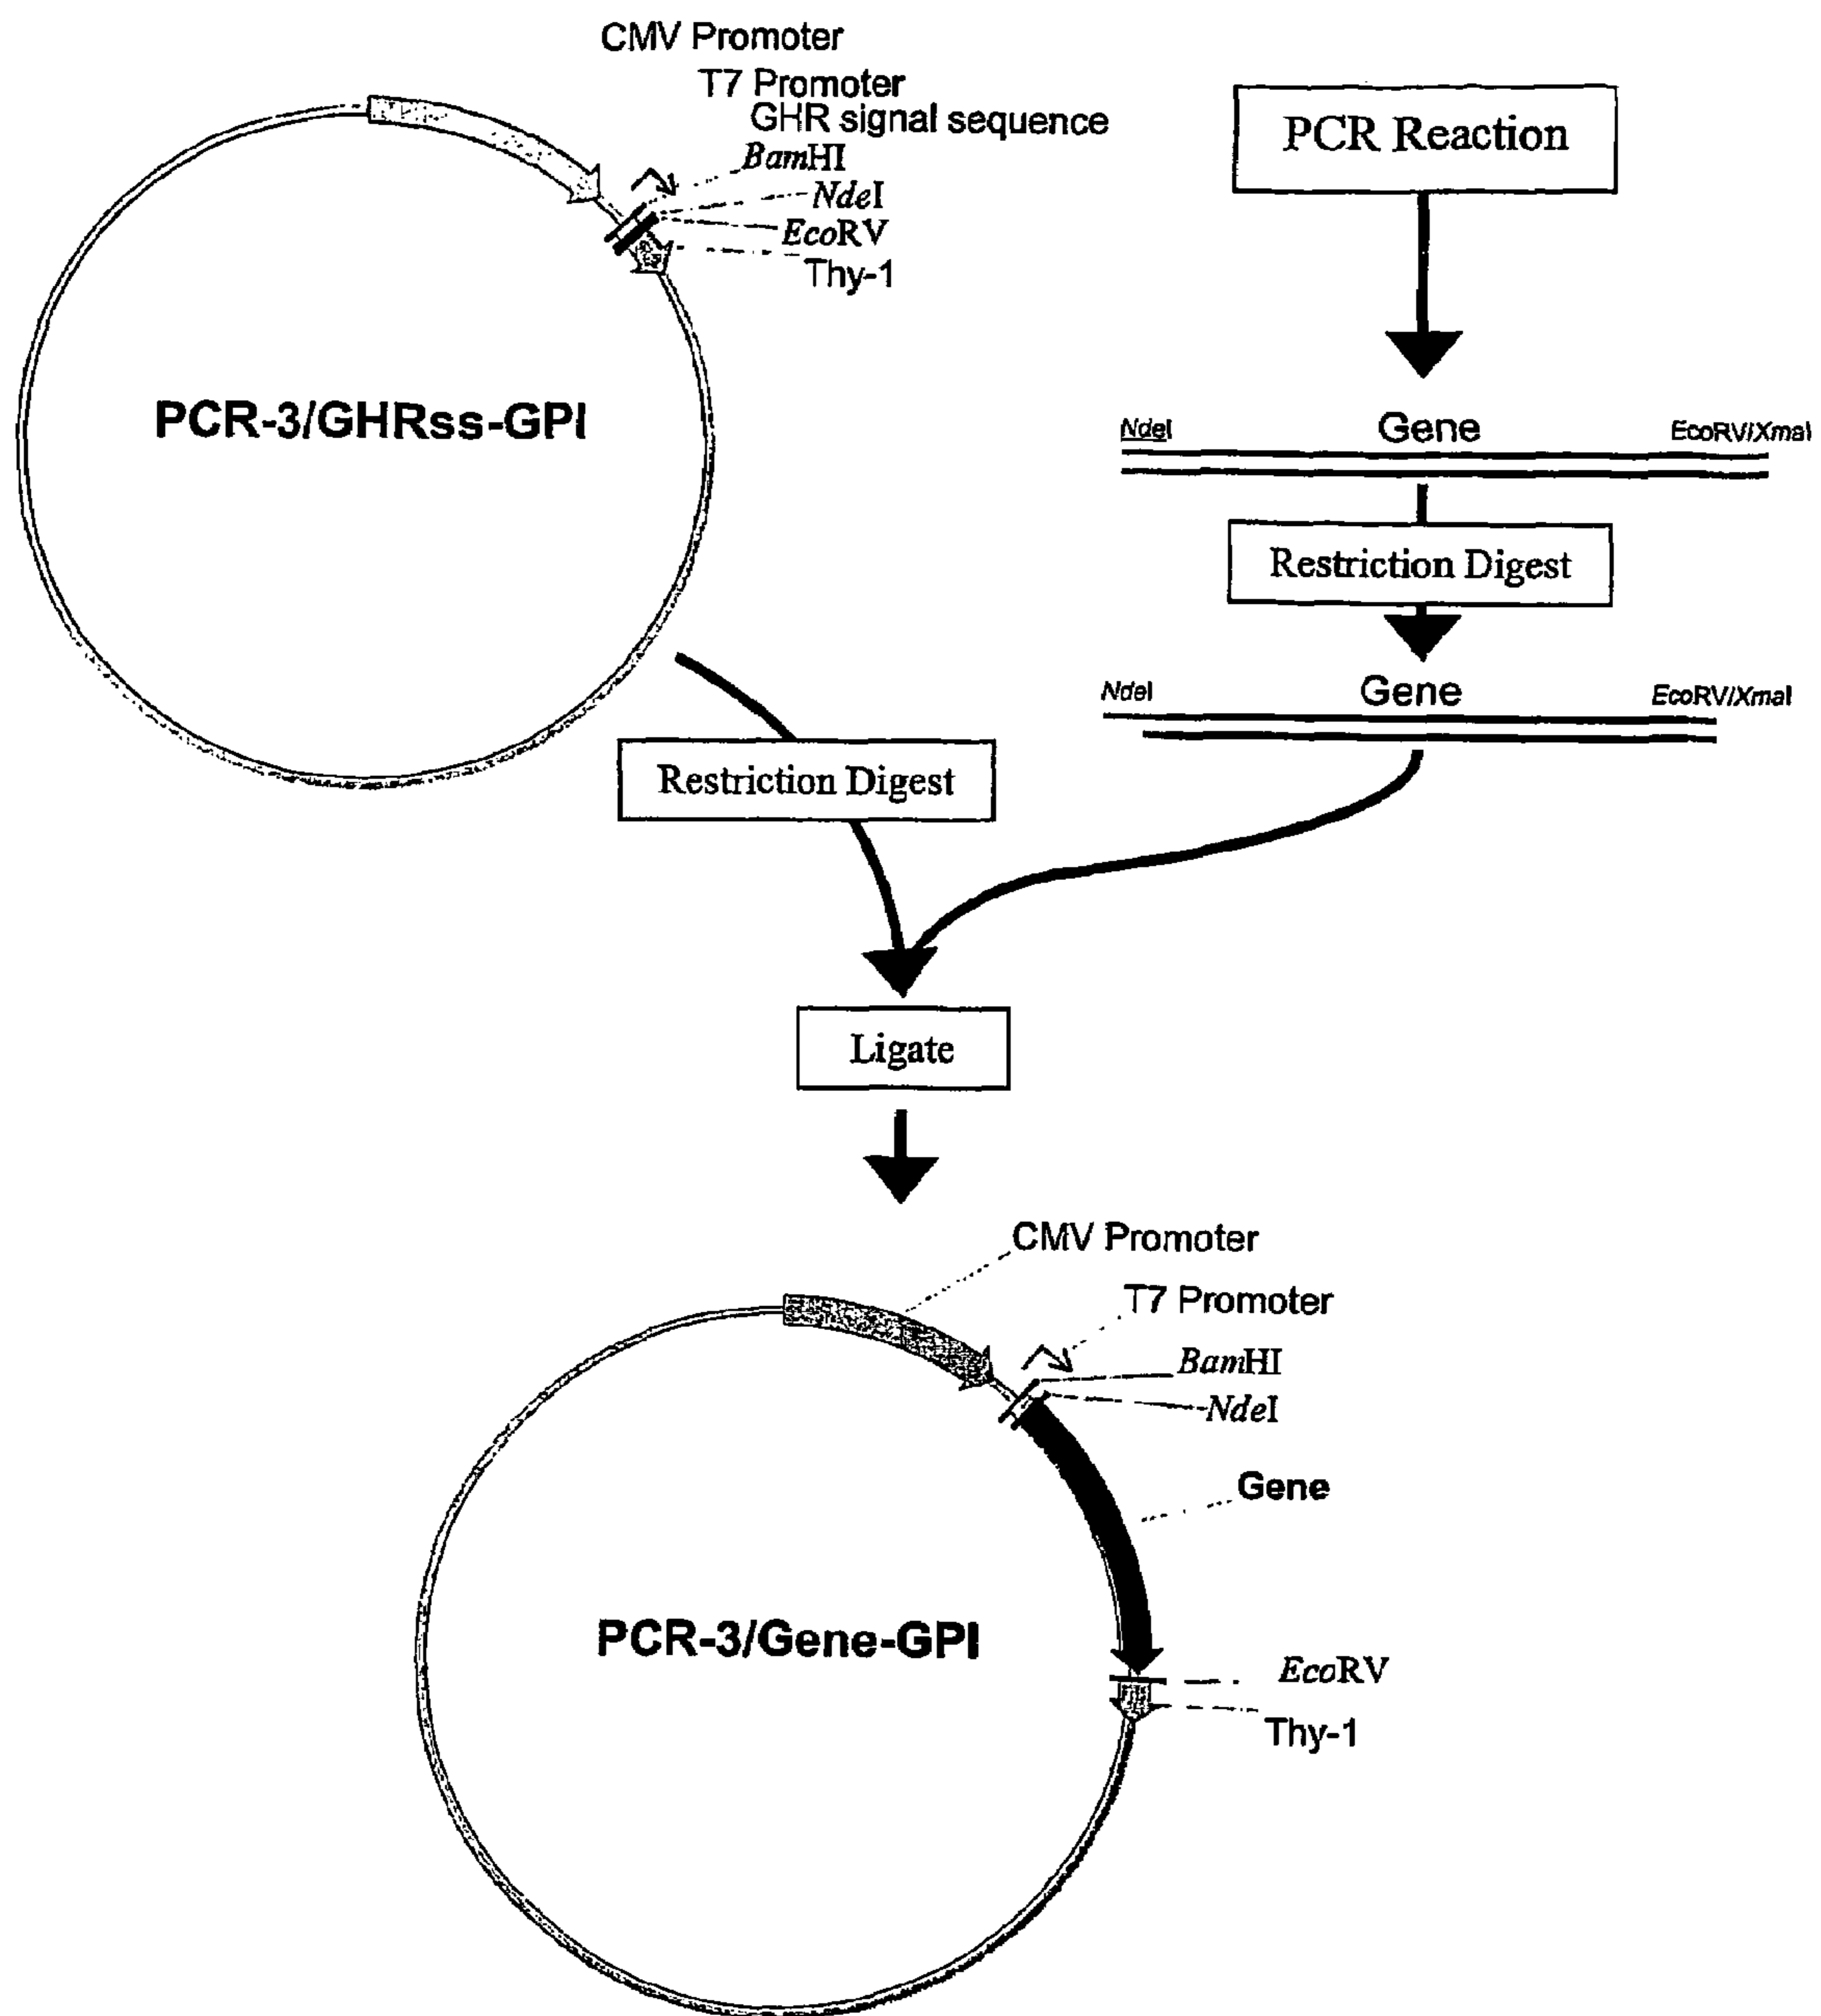 CMV Promoter
T7 Promoter
GHR signal sequence
BamHI
NdeI
EcoRV
Thy-1
PCR-3/GHRss-GPI
PCR Reaction
NdeI
Gene
EcoRV/XmaI
Restriction Digest
NdeI
Gene
EcoRV/XmaI
Restriction Digest
Ligate
CMV Promoter
T7 Promoter
BamHI
NdeI
Gene
PCR-3/Gene-GPI
EcoRV
Thy-1